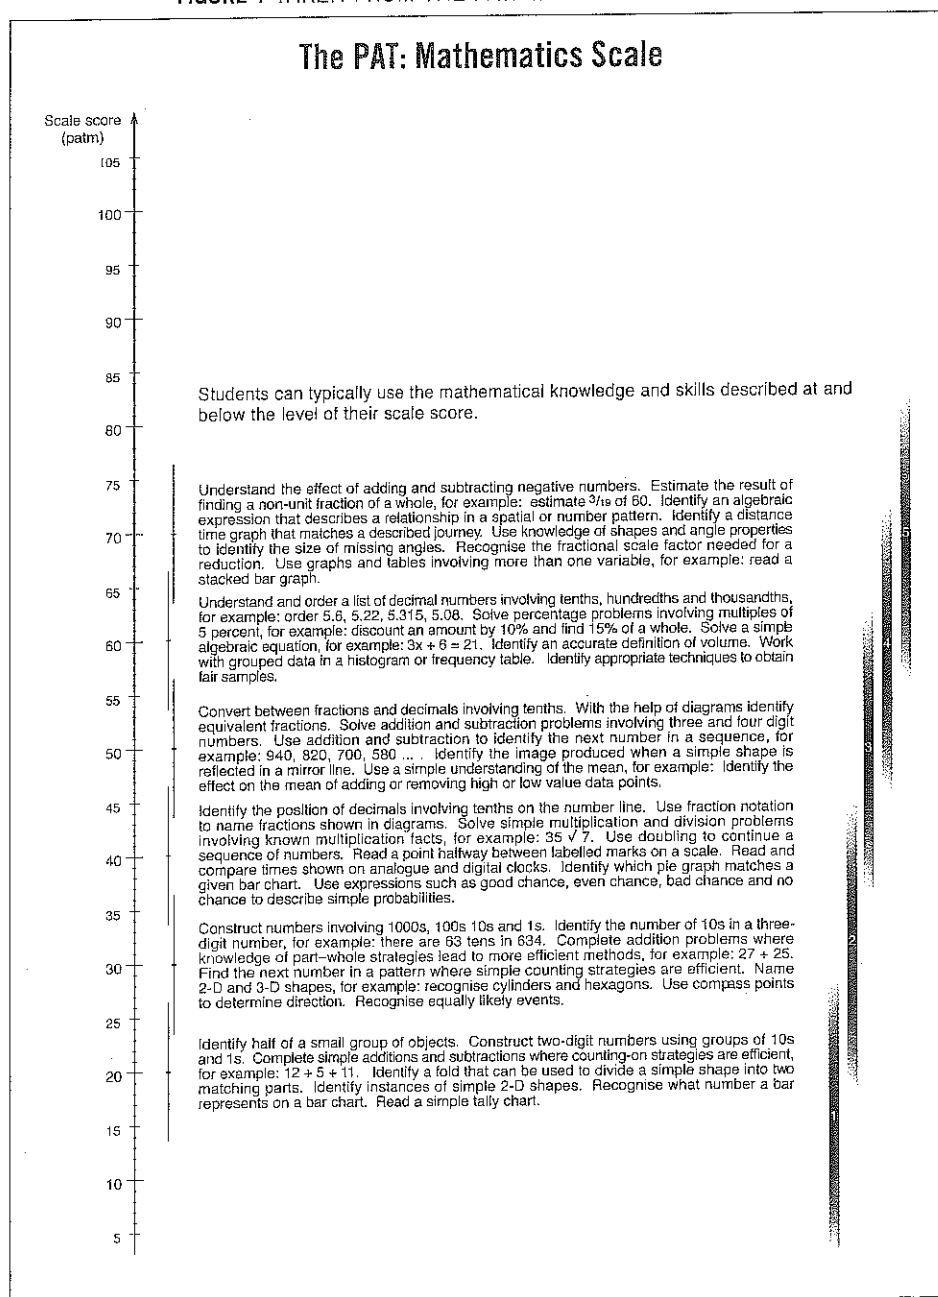 The PAT: Mathematics Scale
Scale score
(patm)
105
100
95
90
85
Students can typically use the mathematical knowledge and skills described at and
below the level of their scale score.
80
75
Understand the effect of adding and subtracting negative numbers. Estimate the result of
finding a non-unit fraction of a whole, for example: estimate 3/19 of 60. Identify an algebraic
expression that describes a relationship in a spatial or number pattern. Identify a distance
time graph that matches a described journey. Use knowledge of shapes and angle properties
70
to identify the size of missing angles. Recognise the fractional scale factor needed for a
reduction. Use graphs and tables involving more than one variable, for example: read a
stacked bar graph.
5
65
Understand and order a list of decimal numbers involving tenths, hundredths and thousandths,
for example: order 5.6, 5.22, 5.315, 5.08. Solve percentage problems involving multiples of
5 percent, for example: discount an amount by 10% and find 15% of a whole. Solve a simple
60
algebraic equation, for example: 3x + 6 = 21. Identify an accurate definition of volume. Work
with grouped data in a histogram or frequency table. Identify appropriate techniques to obtain
fair samples.
4
55
Convert between fractions and decimals involving tenths. With the help of diagrams identify
equivalent fractions. Solve addition and subtraction problems involving three and four digit
numbers. Use addition and subtraction to identify the next number in a sequence, for
50
example: 940, 820, 700, 580 ... . Identify the image produced when a simple shape is
reflected in a mirror line. Use a simple understanding of the mean, for example: Identify the
effect on the mean of adding or removing high or low value data points.
3
45
Identify the position of decimals involving tenths on the number line. Use fraction notation
to name fractions shown in diagrams. Solve simple multiplication and division problems
involving known multiplication facts, for example: 35 √ 7. Use doubling to continue a
40
sequence of numbers. Read a point halfway between labelled marks on a scale. Read and
compare times shown on analogue and digital clocks. Identify which pie graph matches a
given bar chart. Use expressions such as good chance, even chance, bad chance and no
chance to describe simple probabilities.
35
Construct numbers involving 1000s, 100s 10s and 1s. Identify the number of 10s in a three-
digit number, for example: there are 63 tens in 634. Complete addition problems where
knowledge of part–whole strategies lead to more efficient methods, for example: 27 + 25.
30
Find the next number in a pattern where simple counting strategies are efficient. Name
2-D and 3-D shapes, for example: recognise cylinders and hexagons. Use compass points
to determine direction. Recognise equally likely events.
2
25
Identify half of a small group of objects. Construct two-digit numbers using groups of 10s
and 1s. Complete simple additions and subtractions where counting-on strategies are efficient,
20
for example: 12 + 5 + 11. Identify a fold that can be used to divide a simple shape into two
matching parts. Identify instances of simple 2-D shapes. Recognise what number a bar
represents on a bar chart. Read a simple tally chart.
15
1
10
5